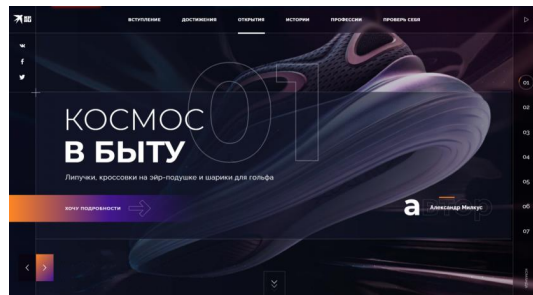 ВСТУПЛЕНИЕ ДОСТИЖЕНИЯ ОТКРЫТИЯ ИСТОРИИ ПРОФЕССИИ ПРОВЕРЬ СЕБЯ
01
КОСМОС
В БЫТУ
Липучки, кроссовки на эйр-подушке и шарики для гольфа
ХОЧУ ПОДРОБНОСТИ
автор
Александр Милкус
01
02
03
04
05
06
07